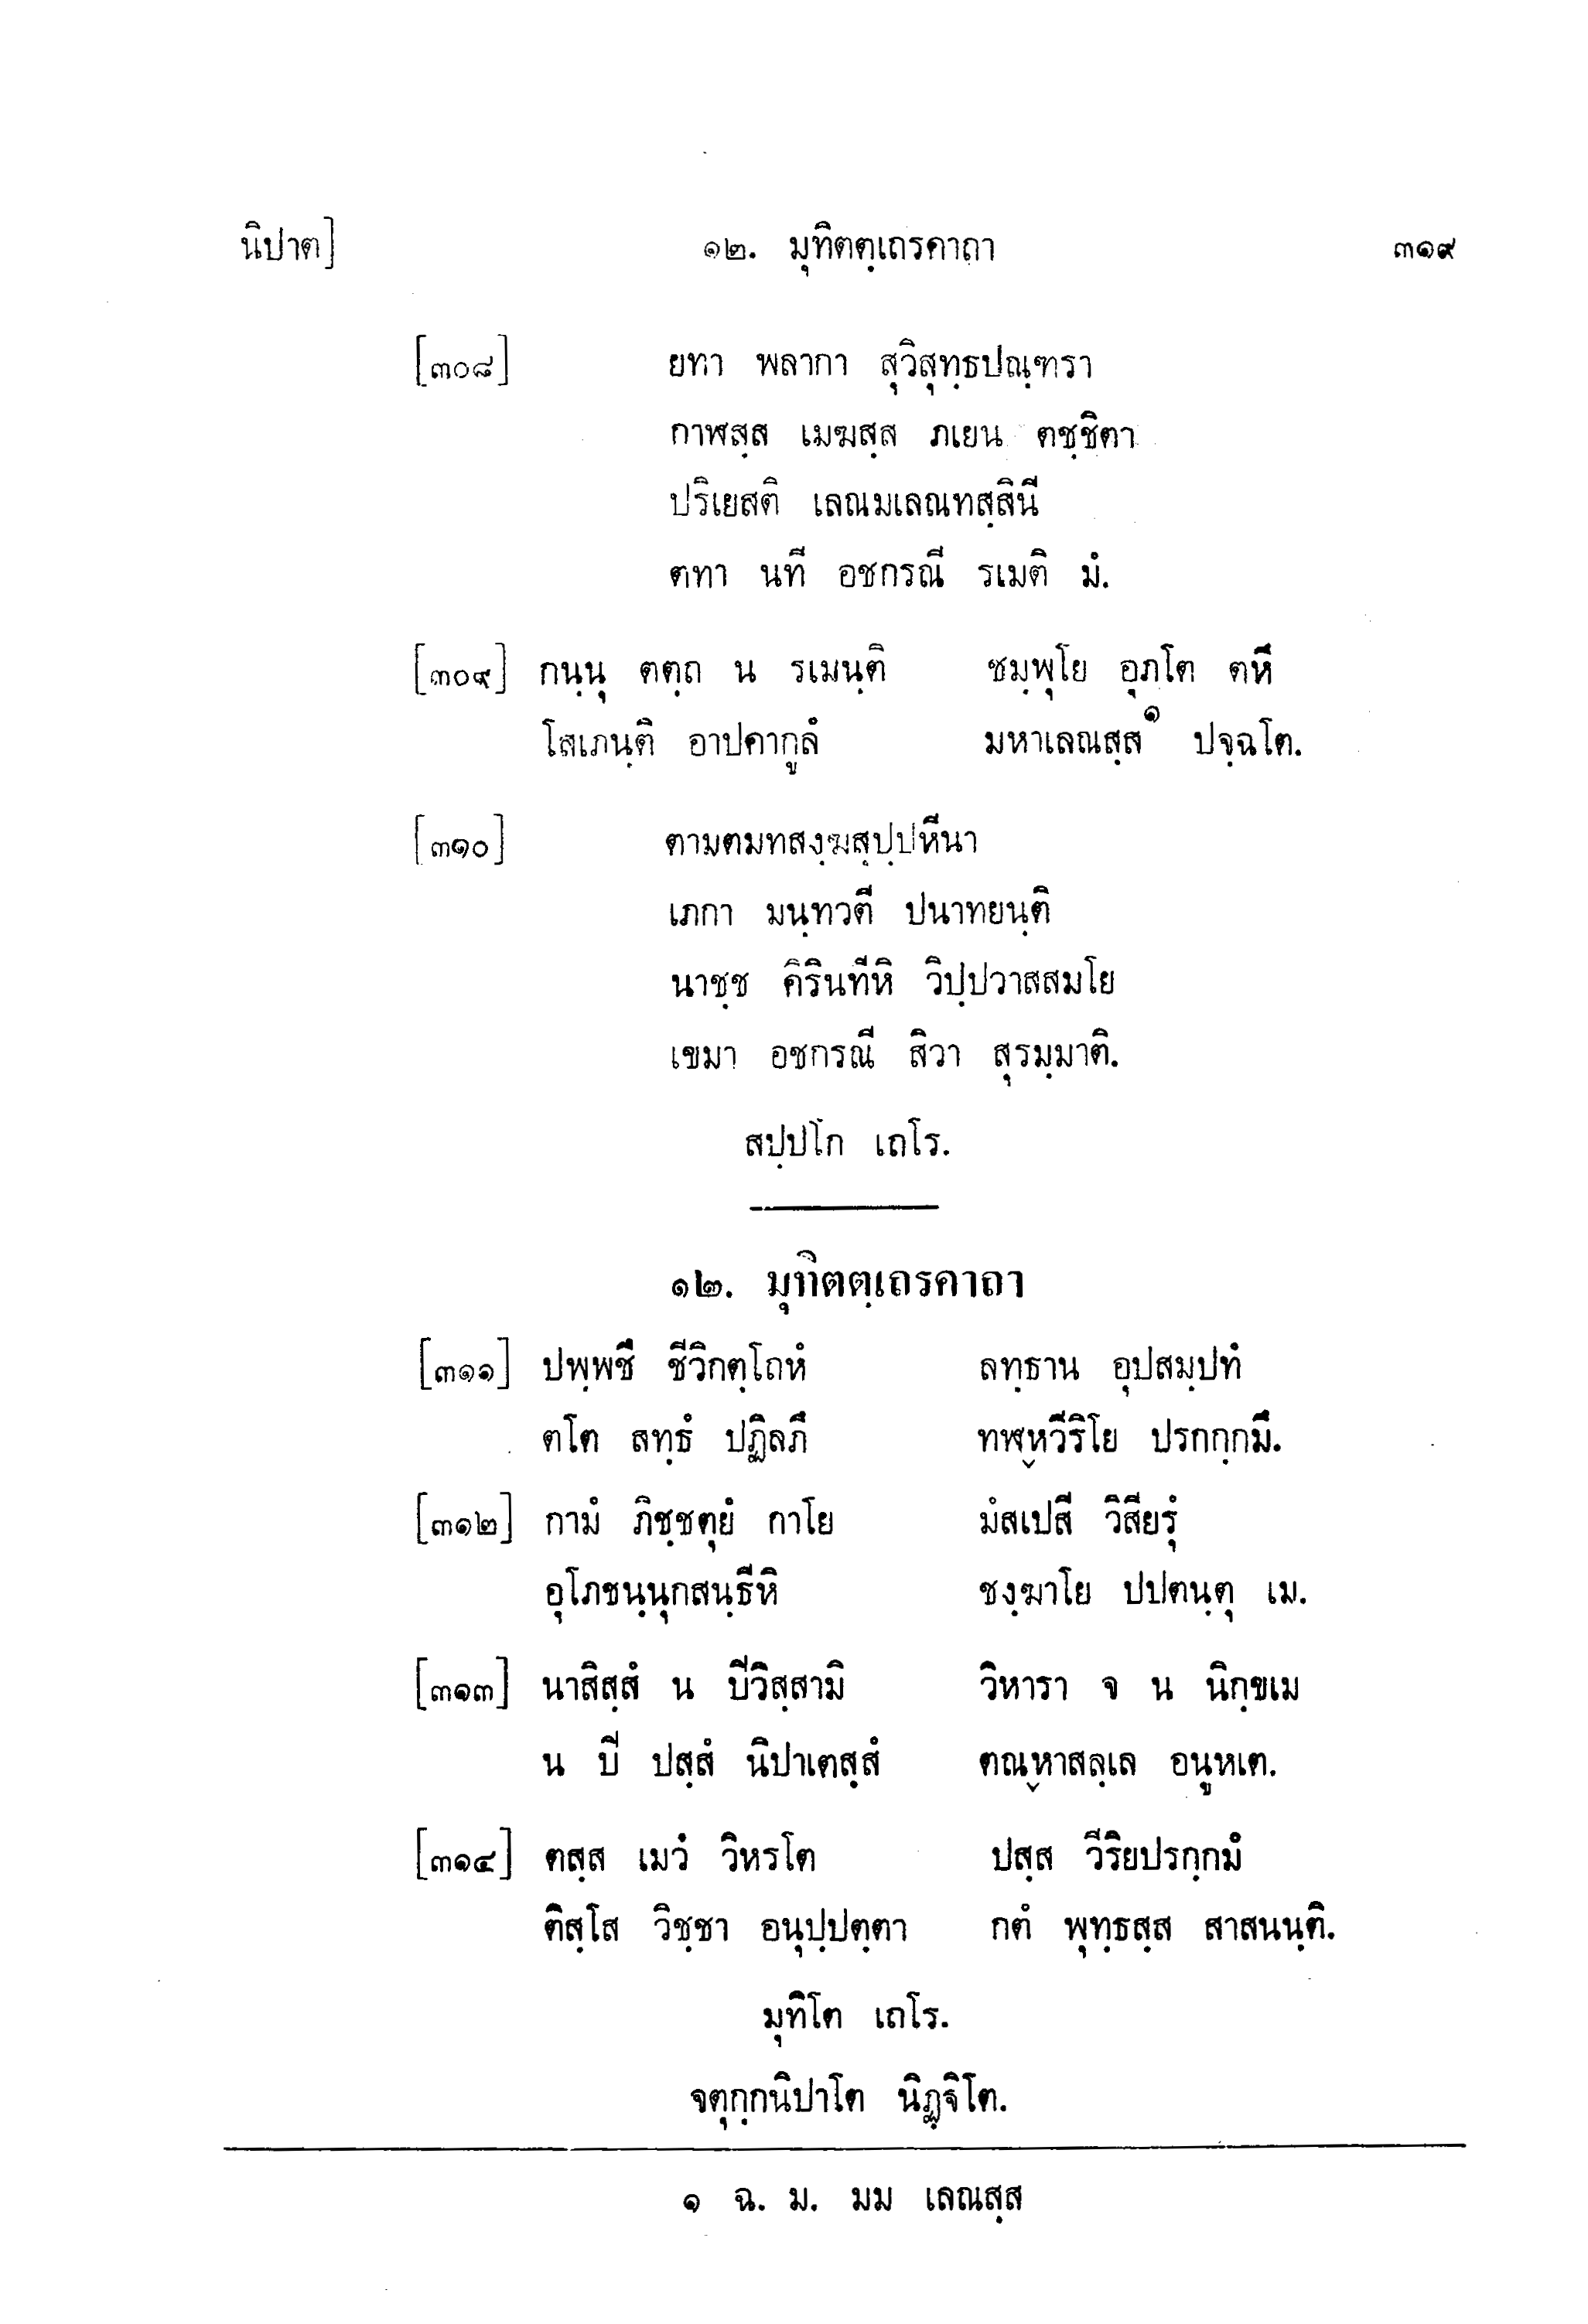 นิปาต] ๑๒. มุทิตตฺเถรคาถา ๓๑๙
[๓๐๘] ยทา พลากา สุวิสุทฺธปณฺฑรา
กาฬสฺส เมฆสฺส ภเยน ตชฺชิตา
ปริเยสติ เลณมเลณทสฺสินี
ตทา นที อชกรณี รเมติ มํ.
[๓๐๙] กนฺนุ ตตฺถ น รเมนฺติ ชมฺพุโย อุภโต ตหึ
โสเภนฺติ อาปคากูลํ มหาเลณสฺส๑ ปจฺฉโต.
[๓๑๐] ตามตมทสงฺฆสุปฺปหีนา
เภกา มนฺทวตี ปนาทยนฺติ
นาชฺช คิรินทีหิ วิปฺปวาสสมโย
เขมา อชกรณี สิวา สุรมฺมาติ.
สปฺปโก เถโร.
๑๒. มุทิตตฺเถรคาถา
[๓๑๑] ปพฺพชึ ชีวิกตฺโถหํ ลทฺธาน อุปสมฺปทํ
ตโต สทฺธํ ปฏิลภึ ทฬฺหวีริโย ปรกฺกมึ.
[๓๑๒] กามํ ภิชฺชตุยํ กาโย มํสเปสี วิสียรุํ
อุโภชนฺนุกสนฺธีหิ ชงฺฆาโย ปปตนฺตุ เม.
[๓๑๓] นาสิสฺสํ น ปิวิสฺสามิ วิหารา จ น นิกฺขเม
น ปิ ปสฺสํ นิปาเตสฺสํ ตณฺหาสลฺเล อนูหเต.
[๓๑๔] ตสฺส เมวํ วิหรโต ปสฺส วีริยปรกฺกมํ
ติสฺโส วิชฺชา อนุปฺปตฺตา กตํ พุทฺธสฺส สาสนนฺติ.
มุทิโต เถโร.
จตุกฺกนิปาโต นิฏฺฐิโต.
๑ ฉ. ม. มม เลณสฺส